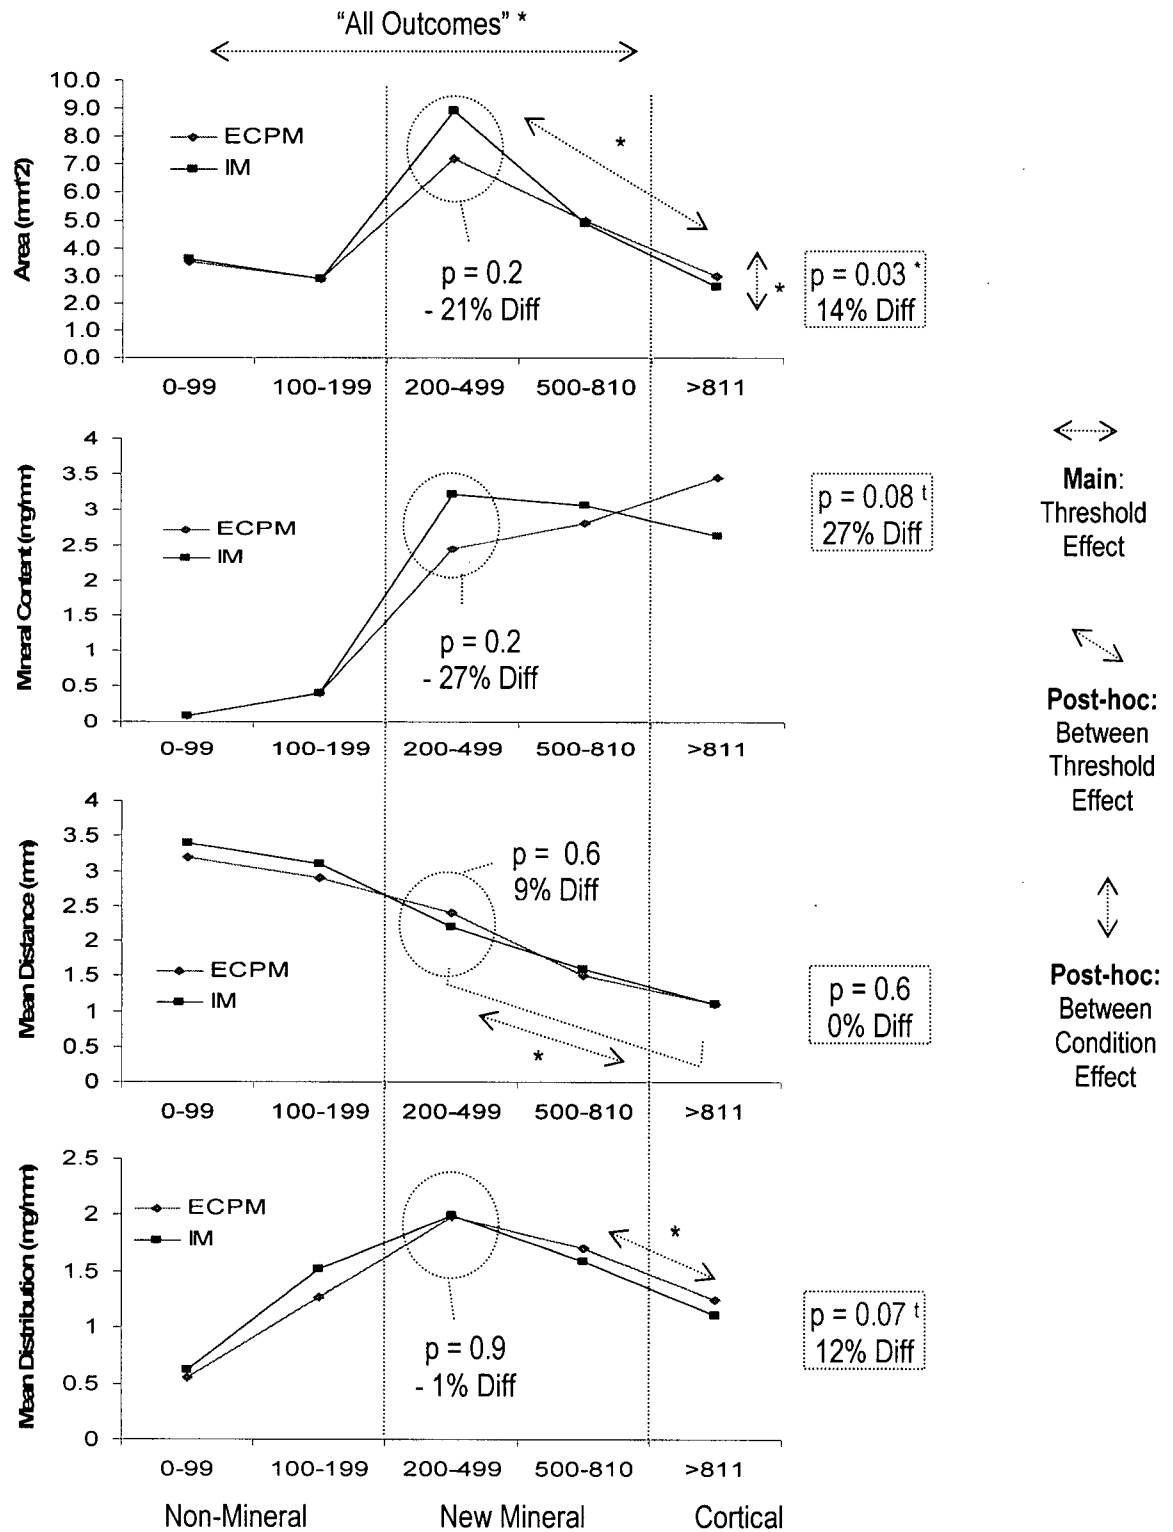 “All Outcomes” *
10.0
9.0
8.0
7.0
6.0
5.0
4.0
3.0
2.0
1.0
0.0
Area (mm^2)
ECPM
IM
*
p = 0.2
- 21% Diff
*
p = 0.03 *
14% Diff
0-99 100-199 200-499 500-810 >811
4
3.5
3
2.5
2
1.5
1
0.5
0
Mineral Content (mg/mm)
ECPM
IM
p = 0.2
- 27% Diff
p = 0.08 t
27% Diff
0-99 100-199 200-499 500-810 >811
4
3.5
3
2.5
2
1.5
1
0.5
0
Mean Distance (mm)
ECPM
IM
p = 0.6
9% Diff
*
p = 0.6
0% Diff
0-99 100-199 200-499 500-810 >811
2.5
2
1.5
1
0.5
0
Mean Distribution (mg/mm)
ECPM
IM
p = 0.9
- 1% Diff
*
p = 0.07 t
12% Diff
0-99 100-199 200-499 500-810 >811
Non-Mineral New Mineral Cortical
Main:
Threshold
Effect
Post-hoc:
Between
Threshold
Effect
Post-hoc:
Between
Condition
Effect